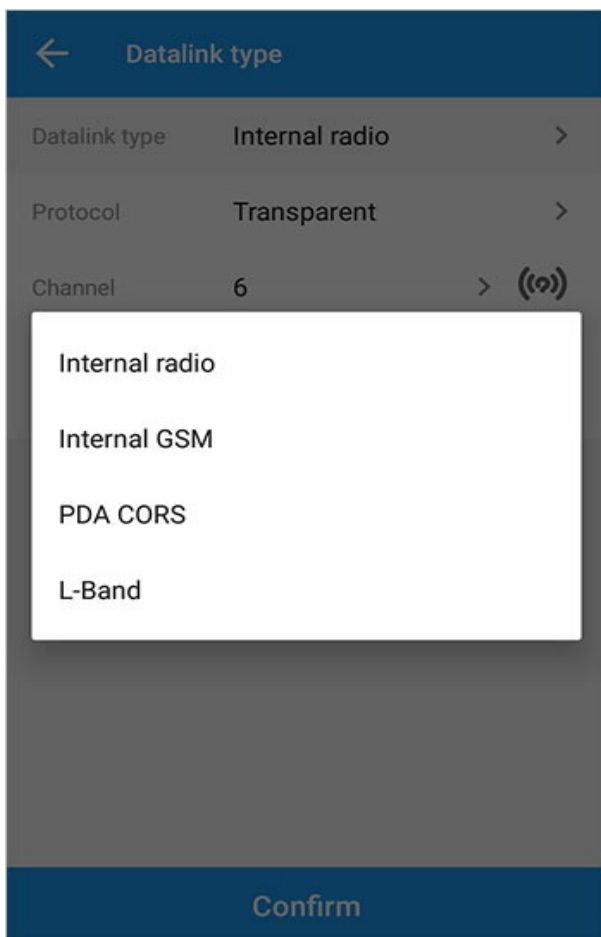 Datalink type
Datalink type Internal radio
Protocol Transparent
Channel 6
Internal radio
Internal GSM
PDA CORS
L-Band
Confirm